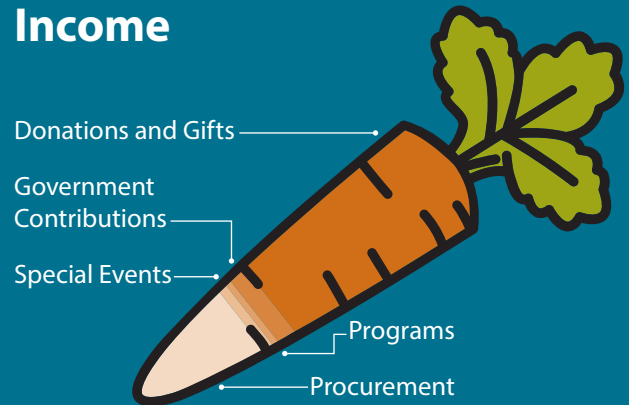 Income
Donations and Gifts
Government
Contributions
Special Events
Programs
Procurement